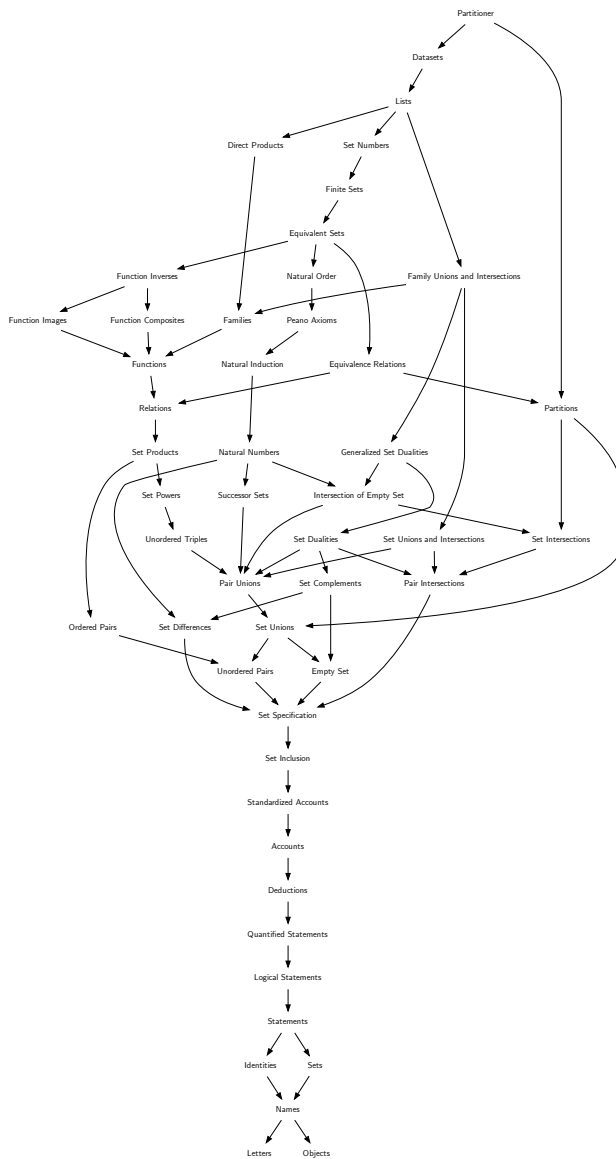 Partitioner
Datasets
Lists
Direct Products
Set Numbers
Finite Sets
Equivalent Sets
Function Inverses
Natural Order
Family Unions and Intersections
Function Images
Function Composites
Families
Peano Axioms
Functions
Natural Induction
Equivalence Relations
Relations
Partitions
Set Products
Natural Numbers
Generalized Set Dualities
Set Powers
Successor Sets
Intersection of Empty Set
Unordered Triples
Set Dualities
Set Unions and Intersections
Set Intersections
Pair Unions
Set Complements
Pair Intersections
Ordered Pairs
Set Differences
Set Unions
Unordered Pairs
Empty Set
Set Specification
Set Inclusion
Standardized Accounts
Accounts
Deductions
Quantified Statements
Logical Statements
Statements
Identities
Sets
Names
Letters
Objects